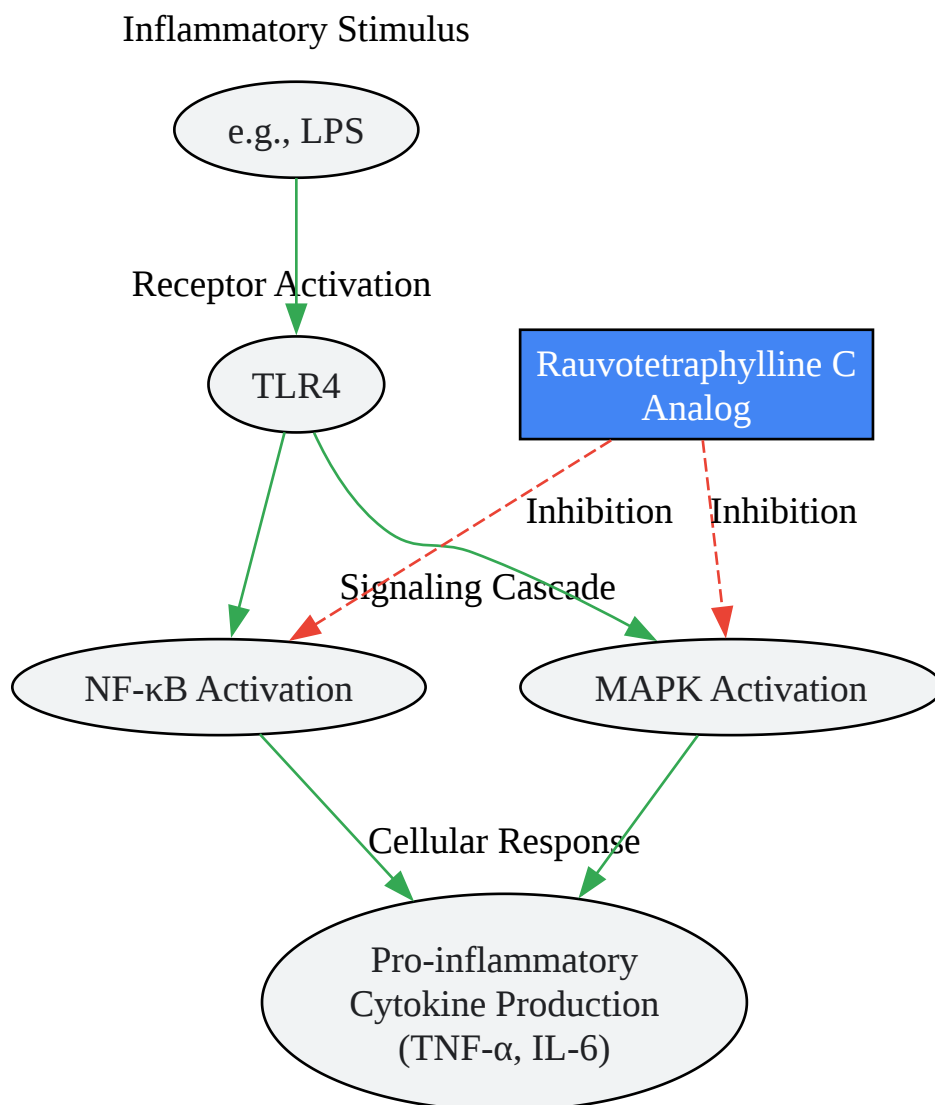 Inflammatory Stimulus
e.g., LPS
Receptor Activation
TLR4
Rauvotetraphylline C
Analog
Inhibition
Inhibition
Signaling Cascade
NF-κB Activation
MAPK Activation
Cellular Response
Pro-inflammatory
Cytokine Production
(TNF-α, IL-6)